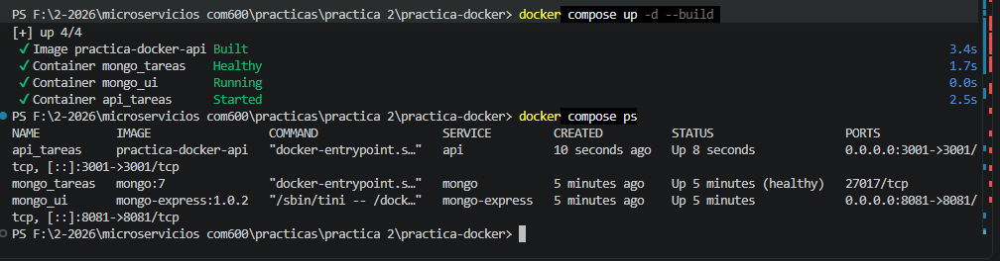 PS F:\2-2026\microservicios com600\practicas\practica 2\practica-docker> docker compose up -d --build
[+] up 4/4
✓ Image practica-docker-api Built 3.4s
✓ Container mongo_tareas Healthy 1.7s
✓ Container mongo_ui Running 0.0s
✓ Container api_tareas Started 2.5s
PS F:\2-2026\microservicios com600\practicas\practica 2\practica-docker> docker compose ps
NAME IMAGE COMMAND SERVICE CREATED STATUS PORTS
api_tareas practica-docker-api "docker-entrypoint.s…" api 10 seconds ago Up 8 seconds 0.0.0.0:3001->3001/
tcp, [::]:3001->3001/tcp
mongo_tareas mongo:7 "docker-entrypoint.s…" mongo 5 minutes ago Up 5 minutes (healthy) 27017/tcp
mongo_ui mongo-express:1.0.2 "/sbin/tini -- /dock…" mongo-express 5 minutes ago Up 5 minutes 0.0.0.0:8081->8081/
tcp, [::]:8081->8081/tcp
PS F:\2-2026\microservicios com600\practicas\practica 2\practica-docker>